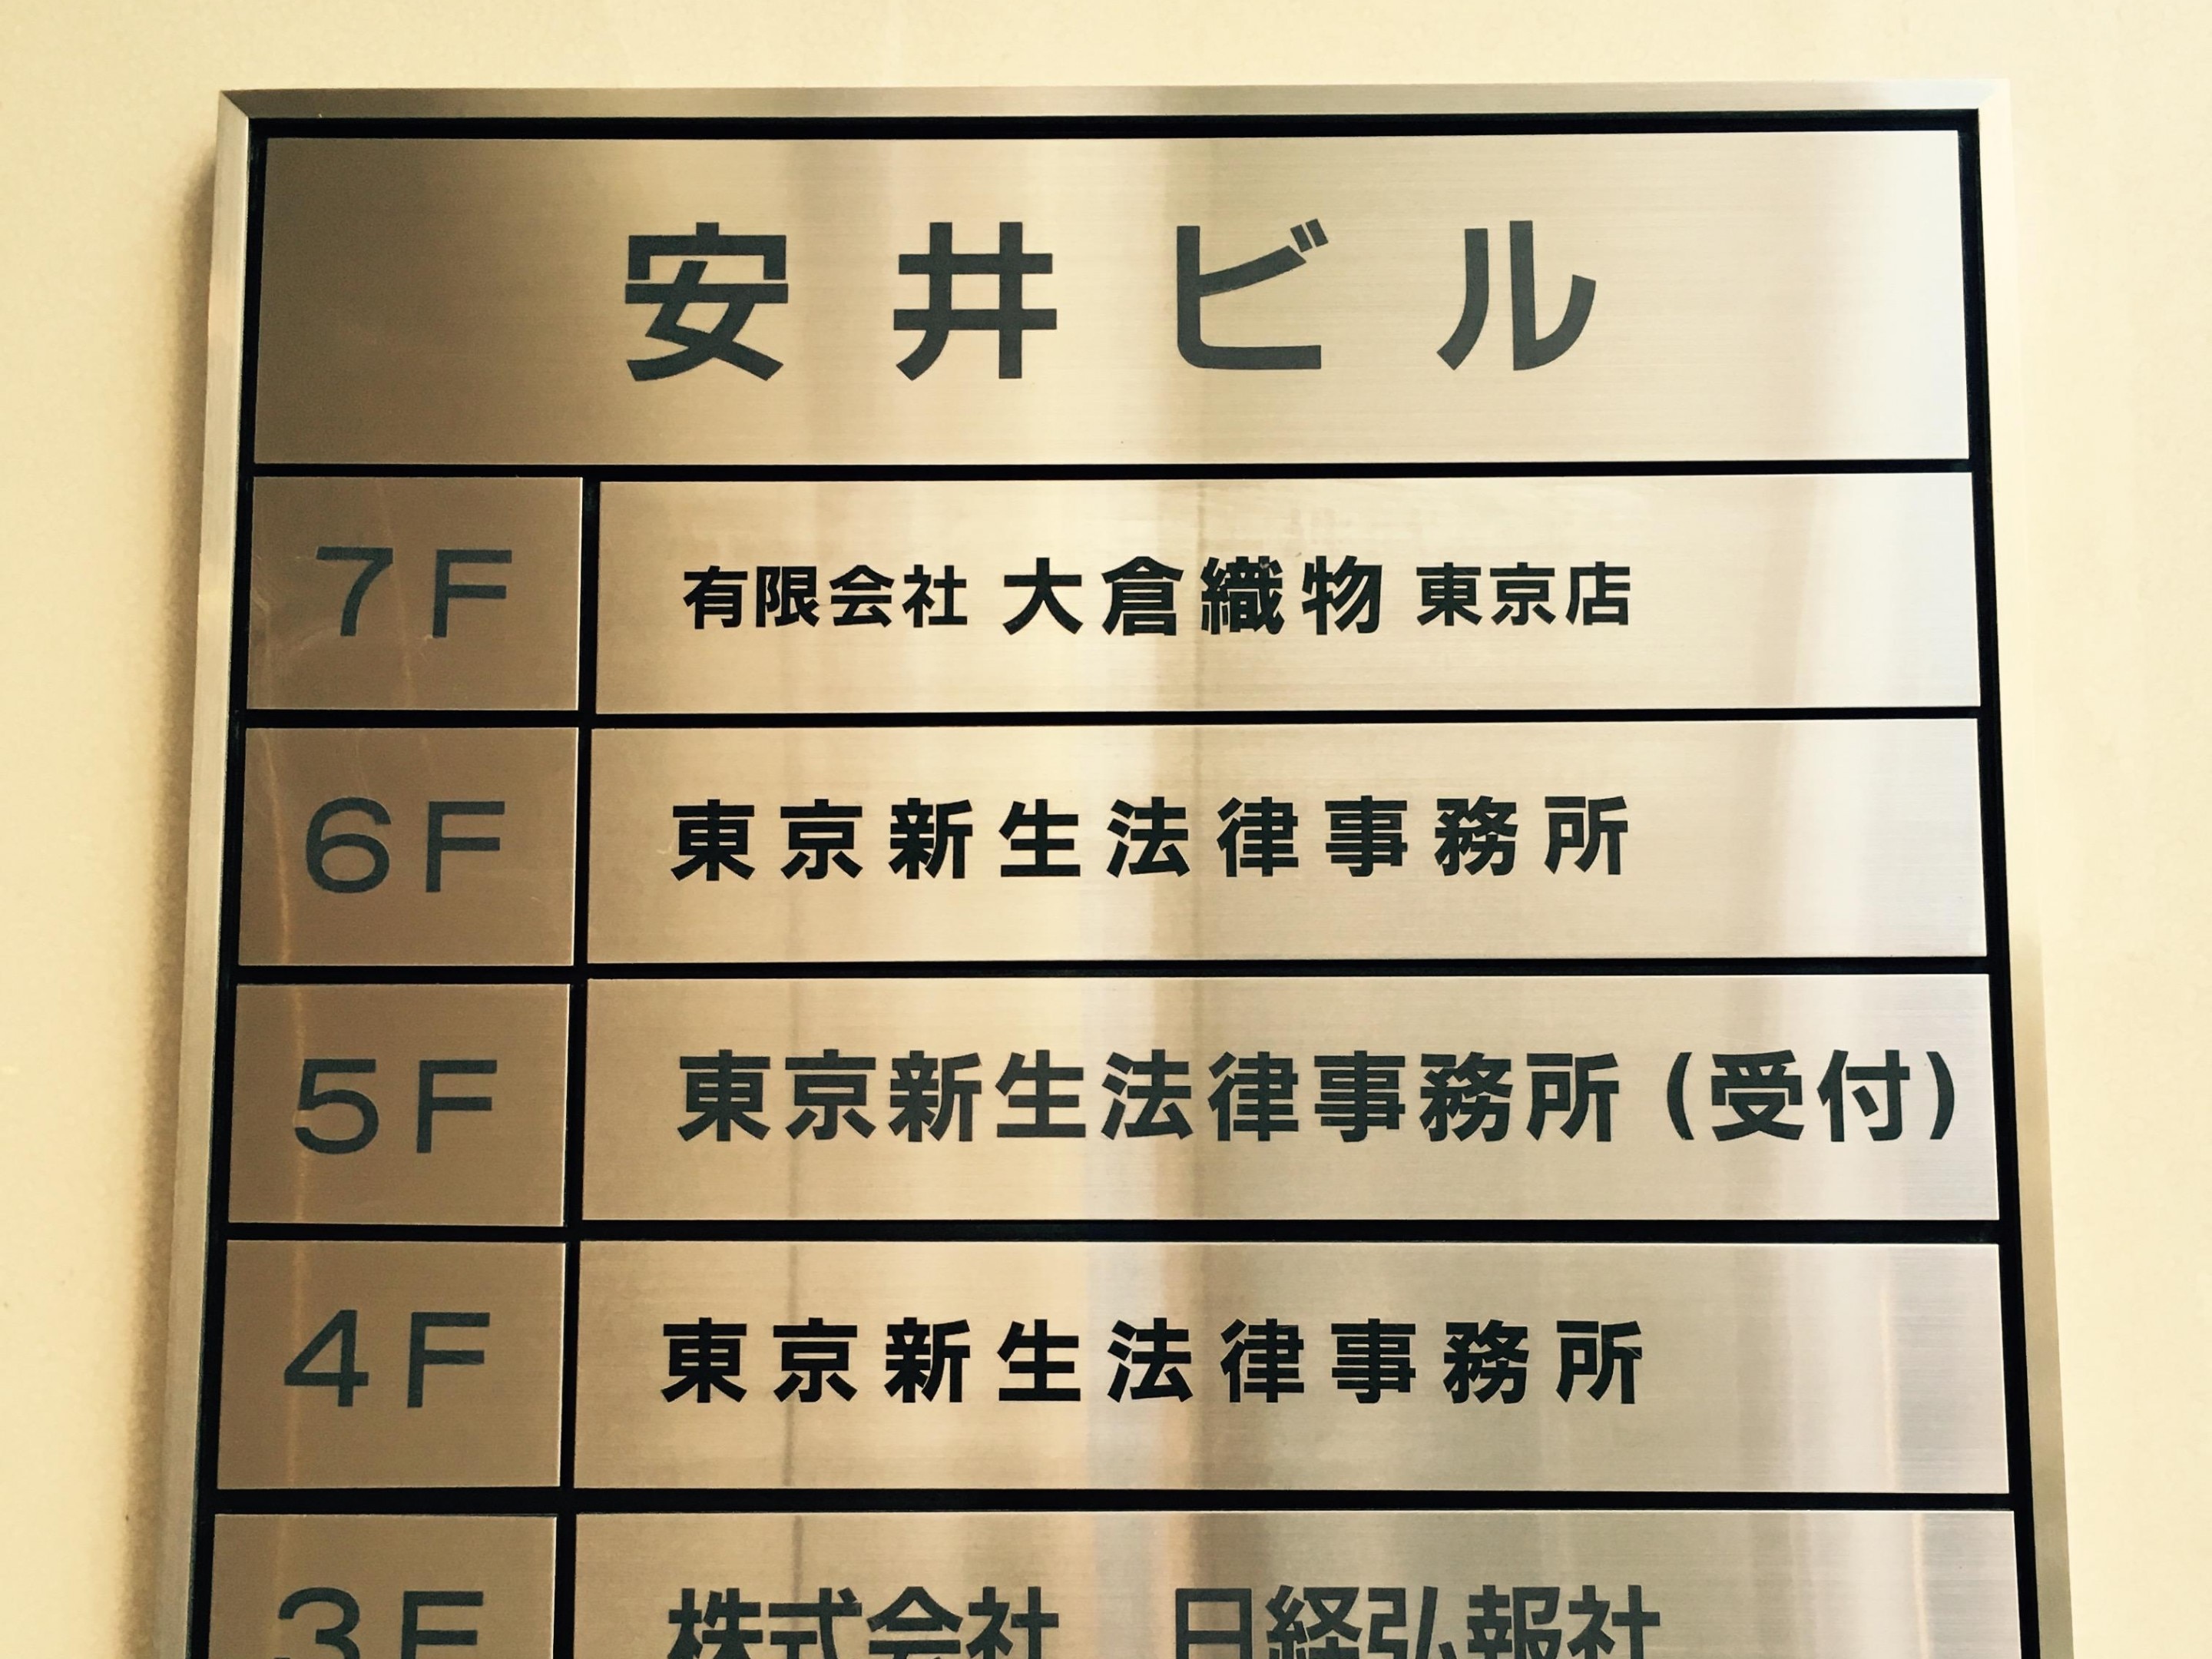 安井ビル
7F 有限会社 大倉織物 東京店
6F 東京新生法律事務所
5F 東京新生法律事務所 (受付)
4F 東京新生法律事務所
3F 株式会社 日経弘報社